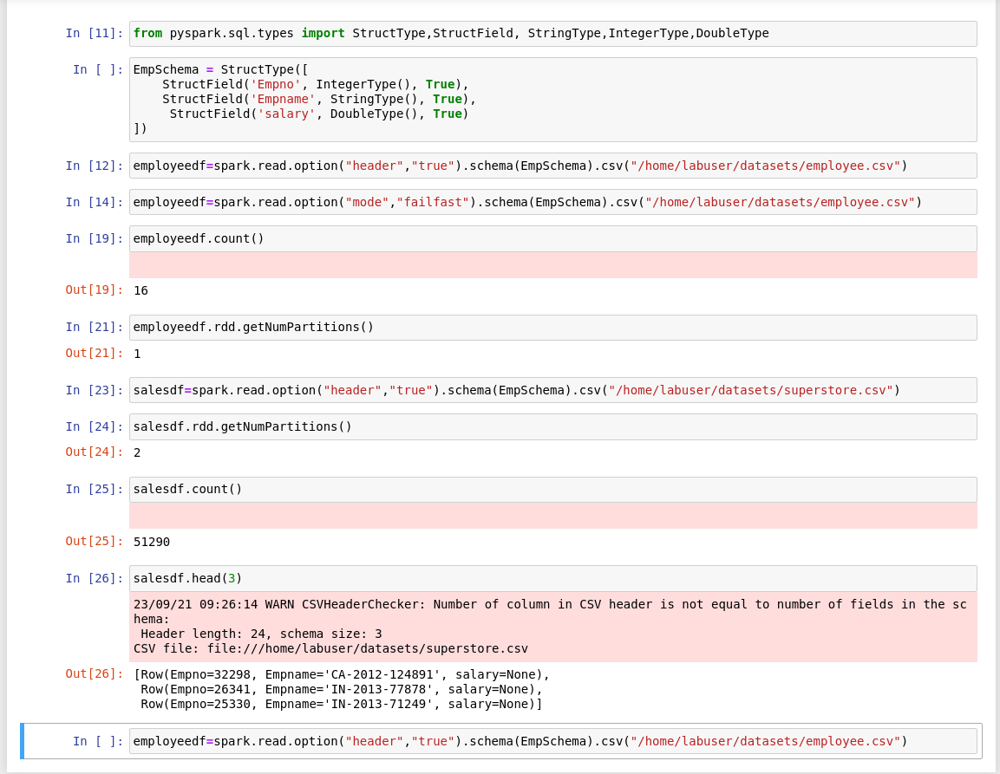 In [11]: from pyspark.sql.types import StructType,StructField, StringType,IntegerType,DoubleType
In [ ]: EmpSchema = StructType([
    StructField('Empno', IntegerType(), True),
    StructField('Empname', StringType(), True),
     StructField('salary', DoubleType(), True)
])
In [12]: employeedf=spark.read.option("header","true").schema(EmpSchema).csv("/home/labuser/datasets/employee.csv")
In [14]: employeedf=spark.read.option("mode","failfast").schema(EmpSchema).csv("/home/labuser/datasets/employee.csv")
In [19]: employeedf.count()
Out[19]: 16
In [21]: employeedf.rdd.getNumPartitions()
Out[21]: 1
In [23]: salesdf=spark.read.option("header","true").schema(EmpSchema).csv("/home/labuser/datasets/superstore.csv")
In [24]: salesdf.rdd.getNumPartitions()
Out[24]: 2
In [25]: salesdf.count()
Out[25]: 51290
In [26]: salesdf.head(3)
23/09/21 09:26:14 WARN CSVHeaderChecker: Number of column in CSV header is not equal to number of fields in the sc
hema:
 Header length: 24, schema size: 3
CSV file: file:///home/labuser/datasets/superstore.csv
Out[26]: [Row(Empno=32298, Empname='CA-2012-124891', salary=None),
 Row(Empno=26341, Empname='IN-2013-77878', salary=None),
 Row(Empno=25330, Empname='IN-2013-71249', salary=None)]
In [ ]: employeedf=spark.read.option("header","true").schema(EmpSchema).csv("/home/labuser/datasets/employee.csv")